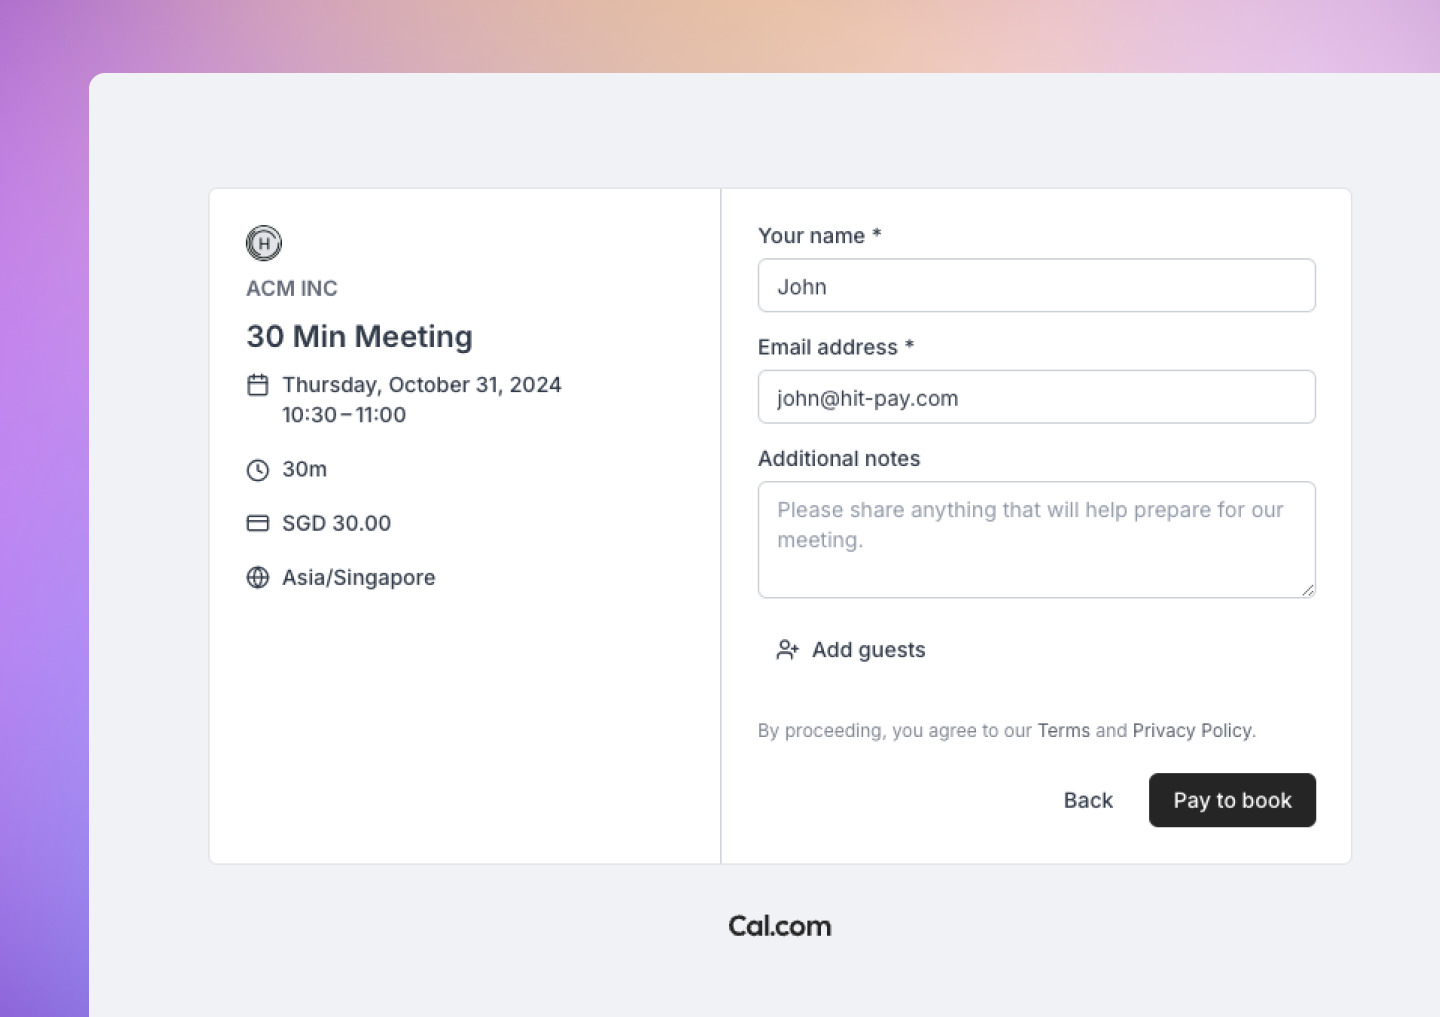 H
ACM INC
30 Min Meeting
Thursday, October 31, 2024
10:30 – 11:00
30m
SGD 30.00
Asia/Singapore
Your name *
John
Email address *
john@hit-pay.com
Additional notes
Please share anything that will help prepare for our
meeting.
Add guests
By proceeding, you agree to our Terms and Privacy Policy.
Back
Pay to book
Cal.com